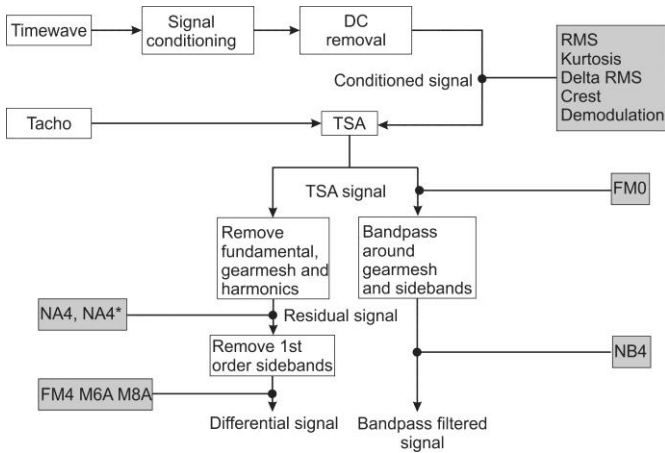 Timewave
Signal
conditioning
DC
removal
RMS
Kurtosis
Delta RMS
Crest
Demodulation
Conditioned signal
Tacho
TSA
TSA signal
FM0
Remove
fundamental,
gearmesh and
harmonics
Bandpass
around
gearmesh
and sidebands
NA4, NA4*
Residual signal
Remove 1st
order sidebands
NB4
FM4 M6A M8A
Differential signal
Bandpass filtered
signal